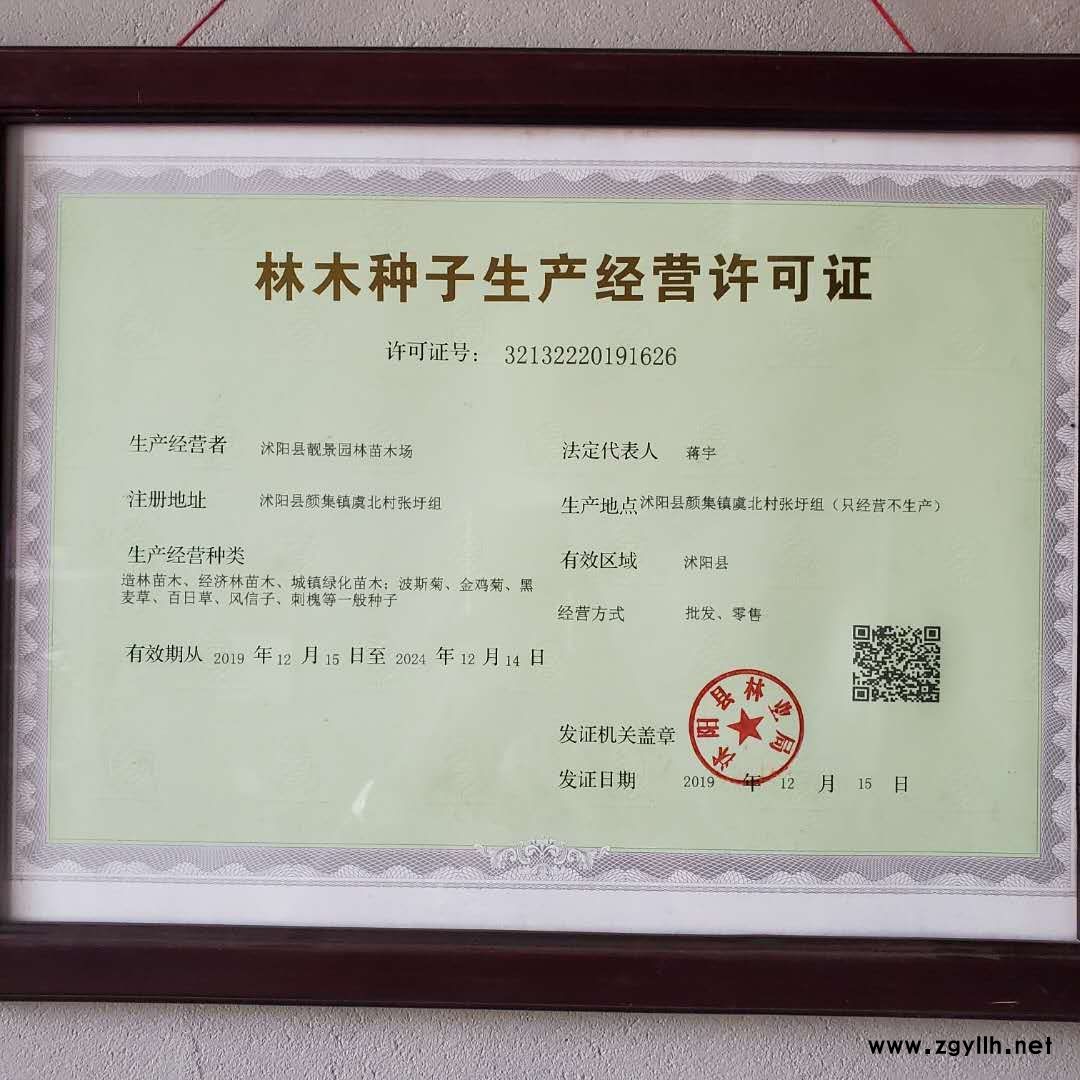 林木种子生产经营许可证
许可证号： 32132220191626
生产经营者 沭阳县靓景园林苗木场
法定代表人 蒋宇
注册地址 沭阳县颜集镇虞北村张圩组
生产地点 沭阳县颜集镇虞北村张圩组（只经营不生产）
生产经营种类
造林苗木、经济林苗木、城镇绿化苗木；波斯菊、金鸡菊、黑
麦草、百日草、风信子、刺槐等一般种子
有效区域 沭阳县
经营方式 批发、零售
有效期从 2019 年 12 月 15 日至 2024 年 12 月 14 日
沭阳县林业局
发证机关盖章
发证日期 2019 年 12 月 15 日
www.zgyllh.net